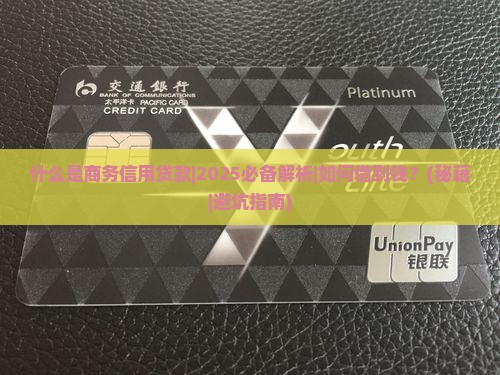 交通銀行
BANK OF COMMUNICATIONS
太平洋卡 PACIFIC CARD
CREDIT CARD
Platinum
什么是商务信用贷款|2025必备解析|如何做到快？(秘籍
|避坑指南)
outh
Elite
UnionPay
银联